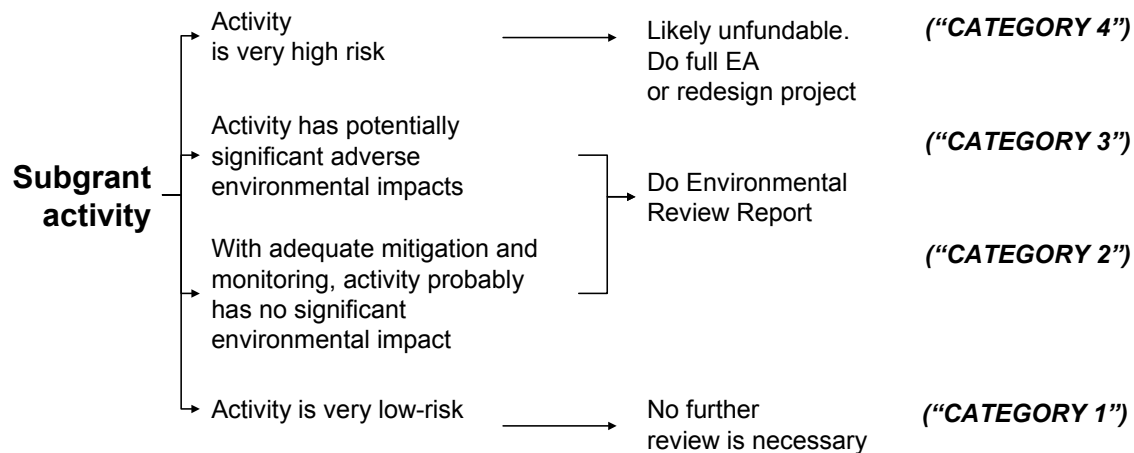 Subgrant
activity
Activity
is very high risk
Likely unfundable.
Do full EA
or redesign project
(“CATEGORY 4”)
Activity has potentially
significant adverse
environmental impacts
(“CATEGORY 3”)
Do Environmental
Review Report
With adequate mitigation and
monitoring, activity probably
has no significant
environmental impact
(“CATEGORY 2”)
Activity is very low-risk
No further
review is necessary
(“CATEGORY 1”)